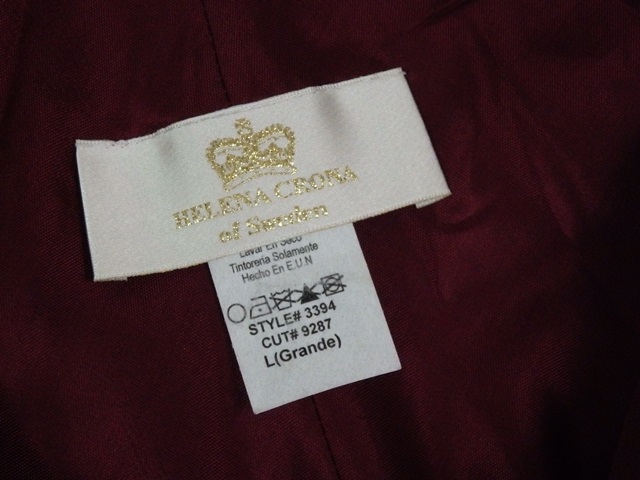 HELENA CRONA
of Sweden
Lavar En Seco
Tintoreria Solamente
Hecho En E.U.N
STYLE# 3394
CUT# 9287
L(Grande)